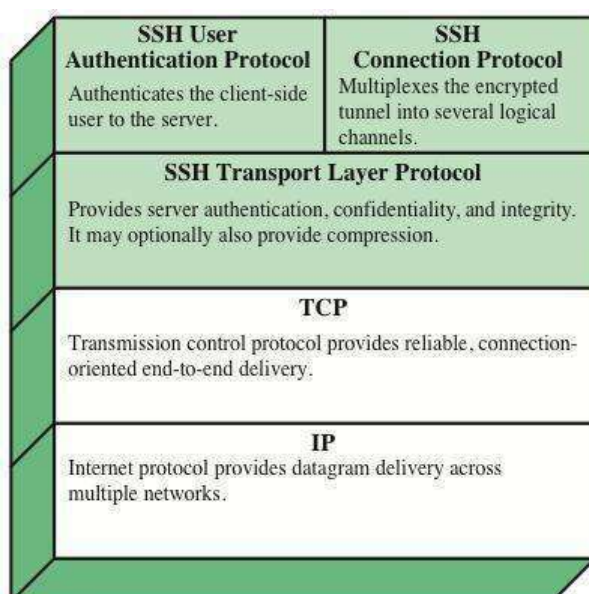 SSH User
Authentication Protocol
Authenticates the client-side
user to the server.
SSH
Connection Protocol
Multiplexes the encrypted
tunnel into several logical
channels.
SSH Transport Layer Protocol
Provides server authentication, confidentiality, and integrity.
It may optionally also provide compression.
TCP
Transmission control protocol provides reliable, connection-
oriented end-to-end delivery.
IP
Internet protocol provides datagram delivery across
multiple networks.